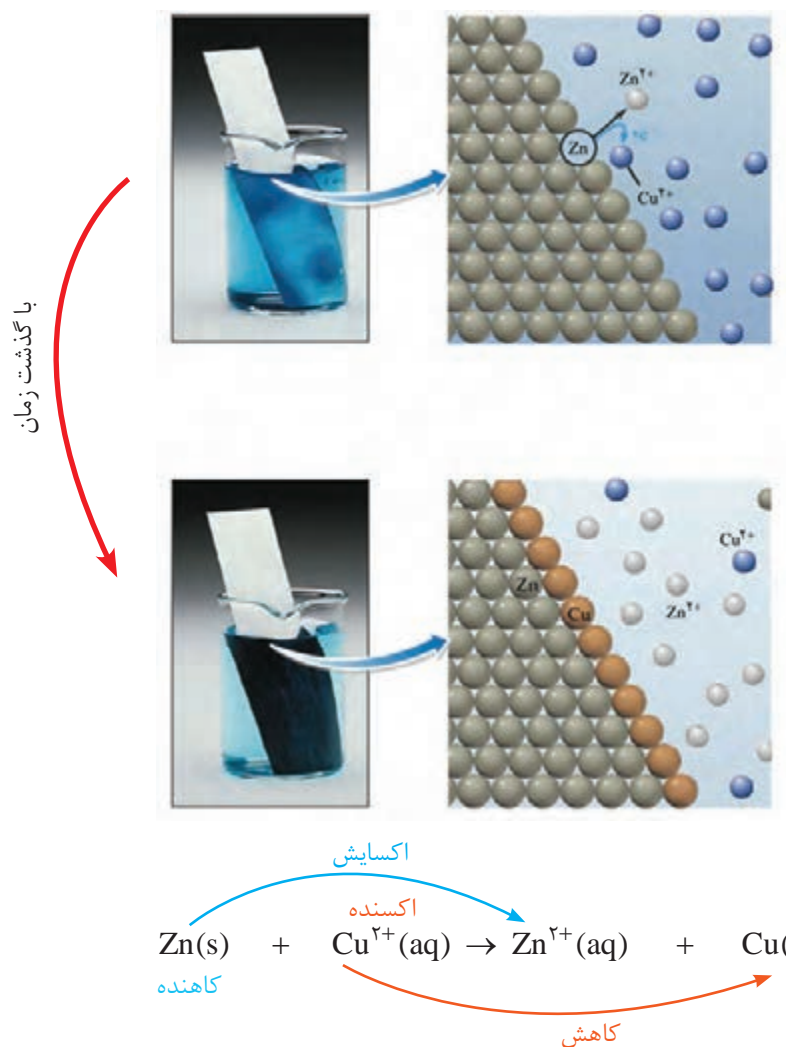 Zn²⁺
Zn
Cu²⁺
با گذشت زمان
Cu²⁺
Zn
Zn²⁺
Cu
اکسایش
اکسنده
Zn(s) + Cu²⁺(aq) → Zn²⁺(aq) + Cu(
کاهنده
کاهش